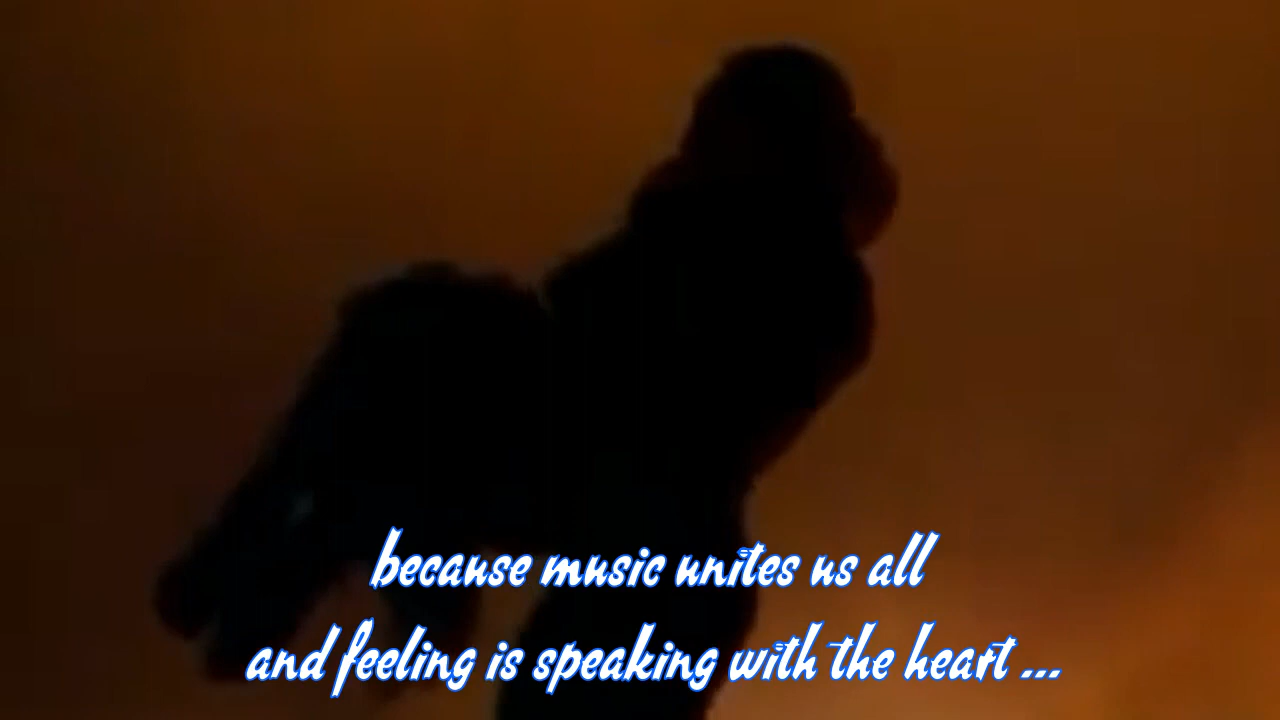 because music unites us all
and feeling is speaking with the heart ...